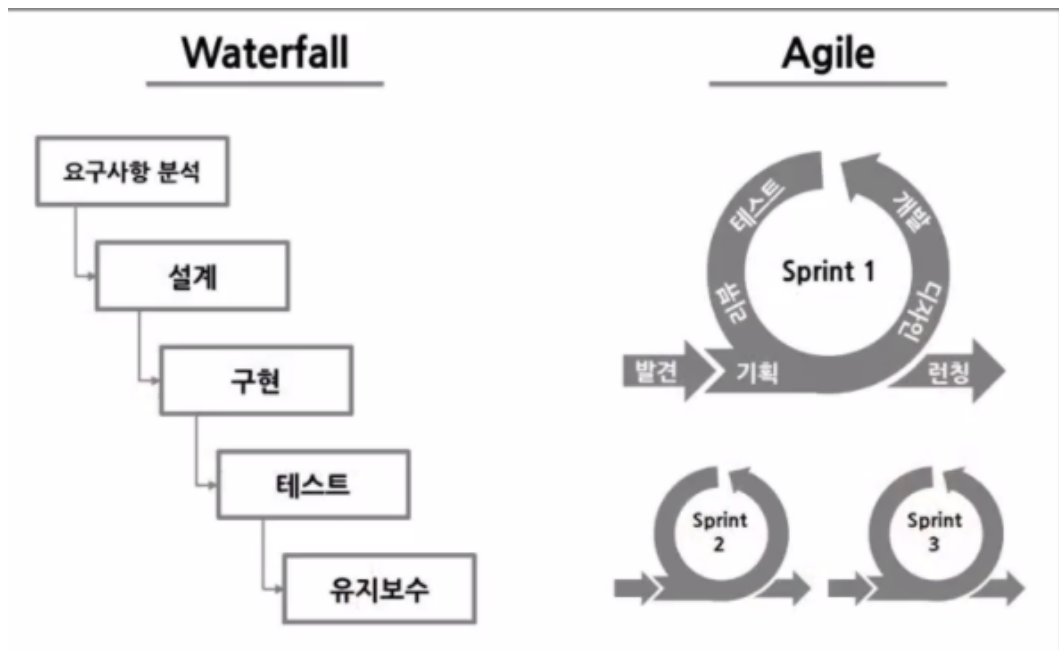 Waterfall
요구사항 분석
설계
구현
테스트
유지보수
Agile
발견
기획
디자인
개발
테스트
리뷰
런칭
Sprint 1
Sprint
2
Sprint
3